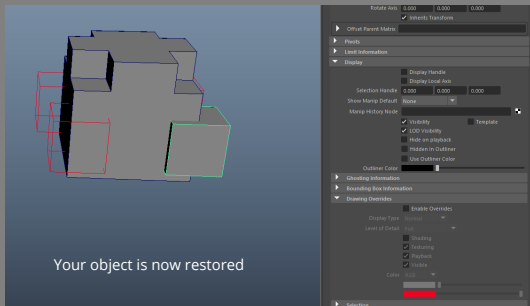 Rotate Axis 0.000 0.000 0.000
Inherits Transform
Offset Parent Matrix
Pivots
Limit Information
Display
Display Handle
Display Local Axis
Selection Handle 0.000 0.000 0.000
Show Manip Default None
Manip History Node
Visibility Template
LOD Visibility
Hide on playback
Hidden In Outliner
Use Outliner Color
Outliner Color
Ghosting Information
Bounding Box Information
Drawing Overrides
Enable Overrides
Display Type Normal
Level of Detail Full
Shading
Texturing
Playback
Visible
Color
Selection
Your object is now restored